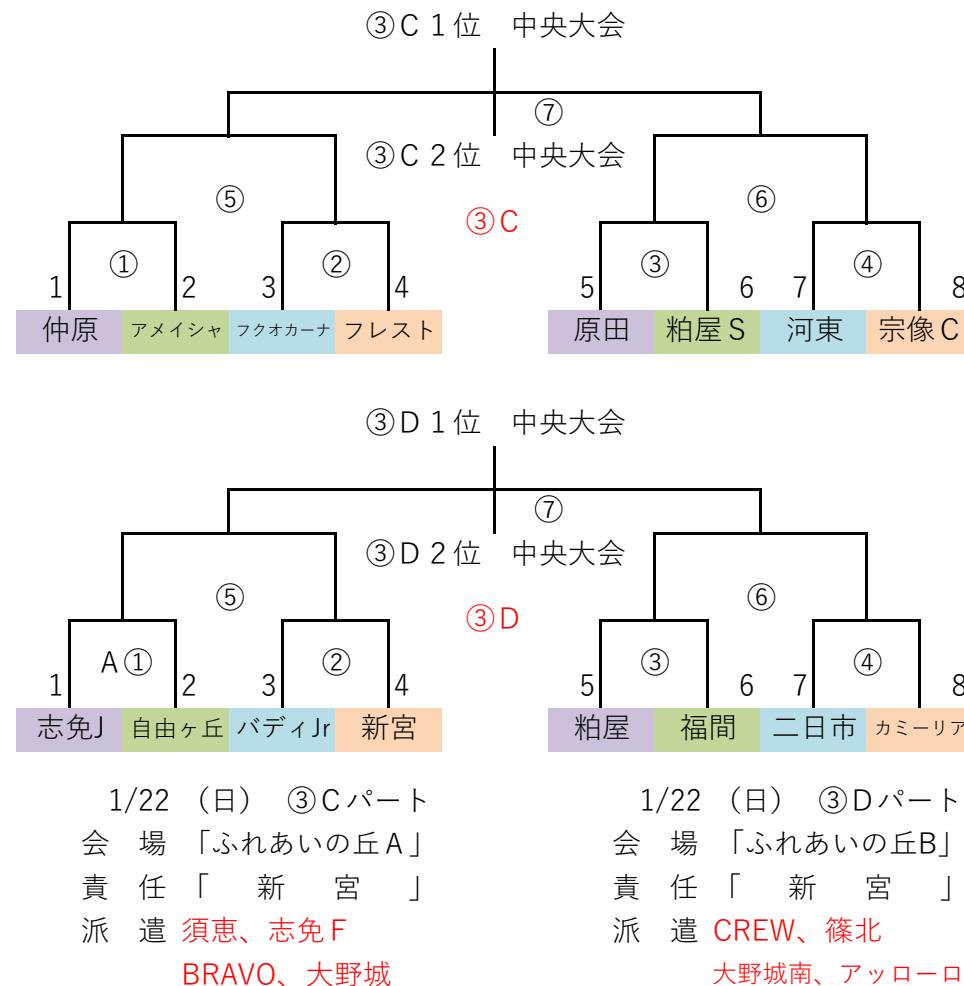 ③C１位　中央大会
⑦
③C２位　中央大会
⑤ ⑥
③C
① ② ③ ④
1 2 3 4 5 6 7 8
仲原 アメイシャ フクオカーナ フレスト 原田 粕屋S 河東 宗像C
③D１位　中央大会
⑦
③D２位　中央大会
⑤ ⑥
③D
A① ② ③ ④
1 2 3 4 5 6 7 8
志免J 自由ヶ丘 バディJr 新宮 粕屋 福間 二日市 カミーリア
1/22 （日） ③Cパート
会　場 「ふれあいの丘A」
責　任 「　新　宮　」
派　遣 須恵、志免F
BRAVO、大野城
1/22 （日） ③Dパート
会　場 「ふれあいの丘B」
責　任 「　新　宮　」
派　遣 CREW、篠北
大野城南、アッローロ